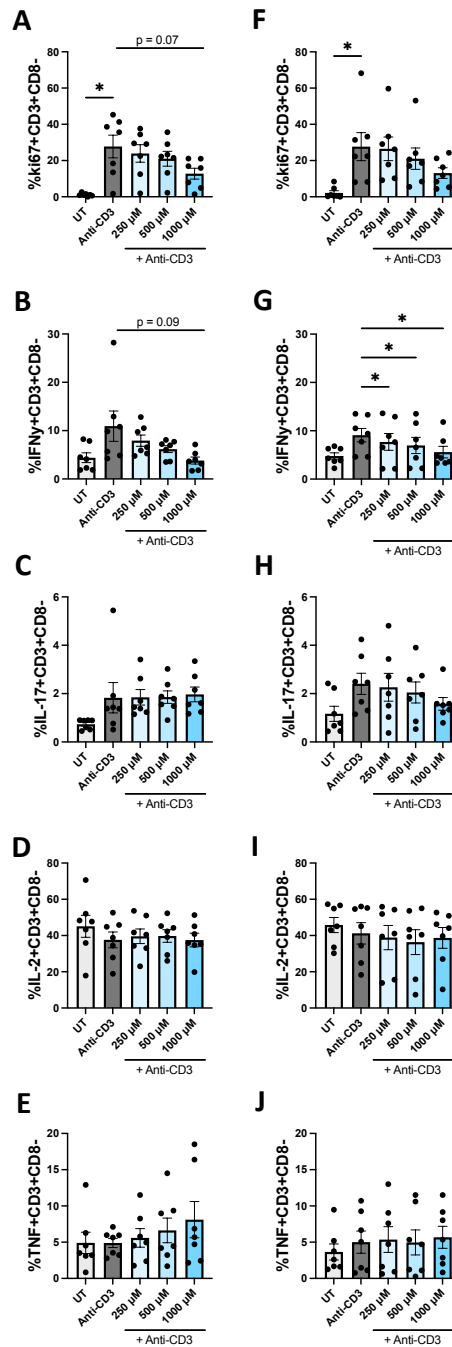 A
%ki67+CD3+CD8-
p = 0.07
*
80
60
40
20
0
UT
Anti-CD3
250 µM
500 µM
1000 µM
+ Anti-CD3
F
%ki67+CD3+CD8-
*
80
60
40
20
0
UT
Anti-CD3
250 µM
500 µM
1000 µM
+ Anti-CD3
B
%IFNy+CD3+CD8-
p = 0.09
30
20
10
0
UT
Anti-CD3
250 µM
500 µM
1000 µM
+ Anti-CD3
G
%IFNy+CD3+CD8-
*
*
*
30
20
10
0
UT
Anti-CD3
250 µM
500 µM
1000 µM
+ Anti-CD3
C
%IL-17+CD3+CD8-
6
4
2
0
UT
Anti-CD3
250 µM
500 µM
1000 µM
+ Anti-CD3
H
%IL-17+CD3+CD8-
6
4
2
0
UT
Anti-CD3
250 µM
500 µM
1000 µM
+ Anti-CD3
D
%IL-2+CD3+CD8-
100
80
60
40
20
0
UT
Anti-CD3
250 µM
500 µM
1000 µM
+ Anti-CD3
I
%IL-2+CD3+CD8-
100
80
60
40
20
0
UT
Anti-CD3
250 µM
500 µM
1000 µM
+ Anti-CD3
E
%TNF+CD3+CD8-
20
15
10
5
0
UT
Anti-CD3
250 µM
500 µM
1000 µM
+ Anti-CD3
J
%TNF+CD3+CD8-
20
15
10
5
0
UT
Anti-CD3
250 µM
500 µM
1000 µM
+ Anti-CD3